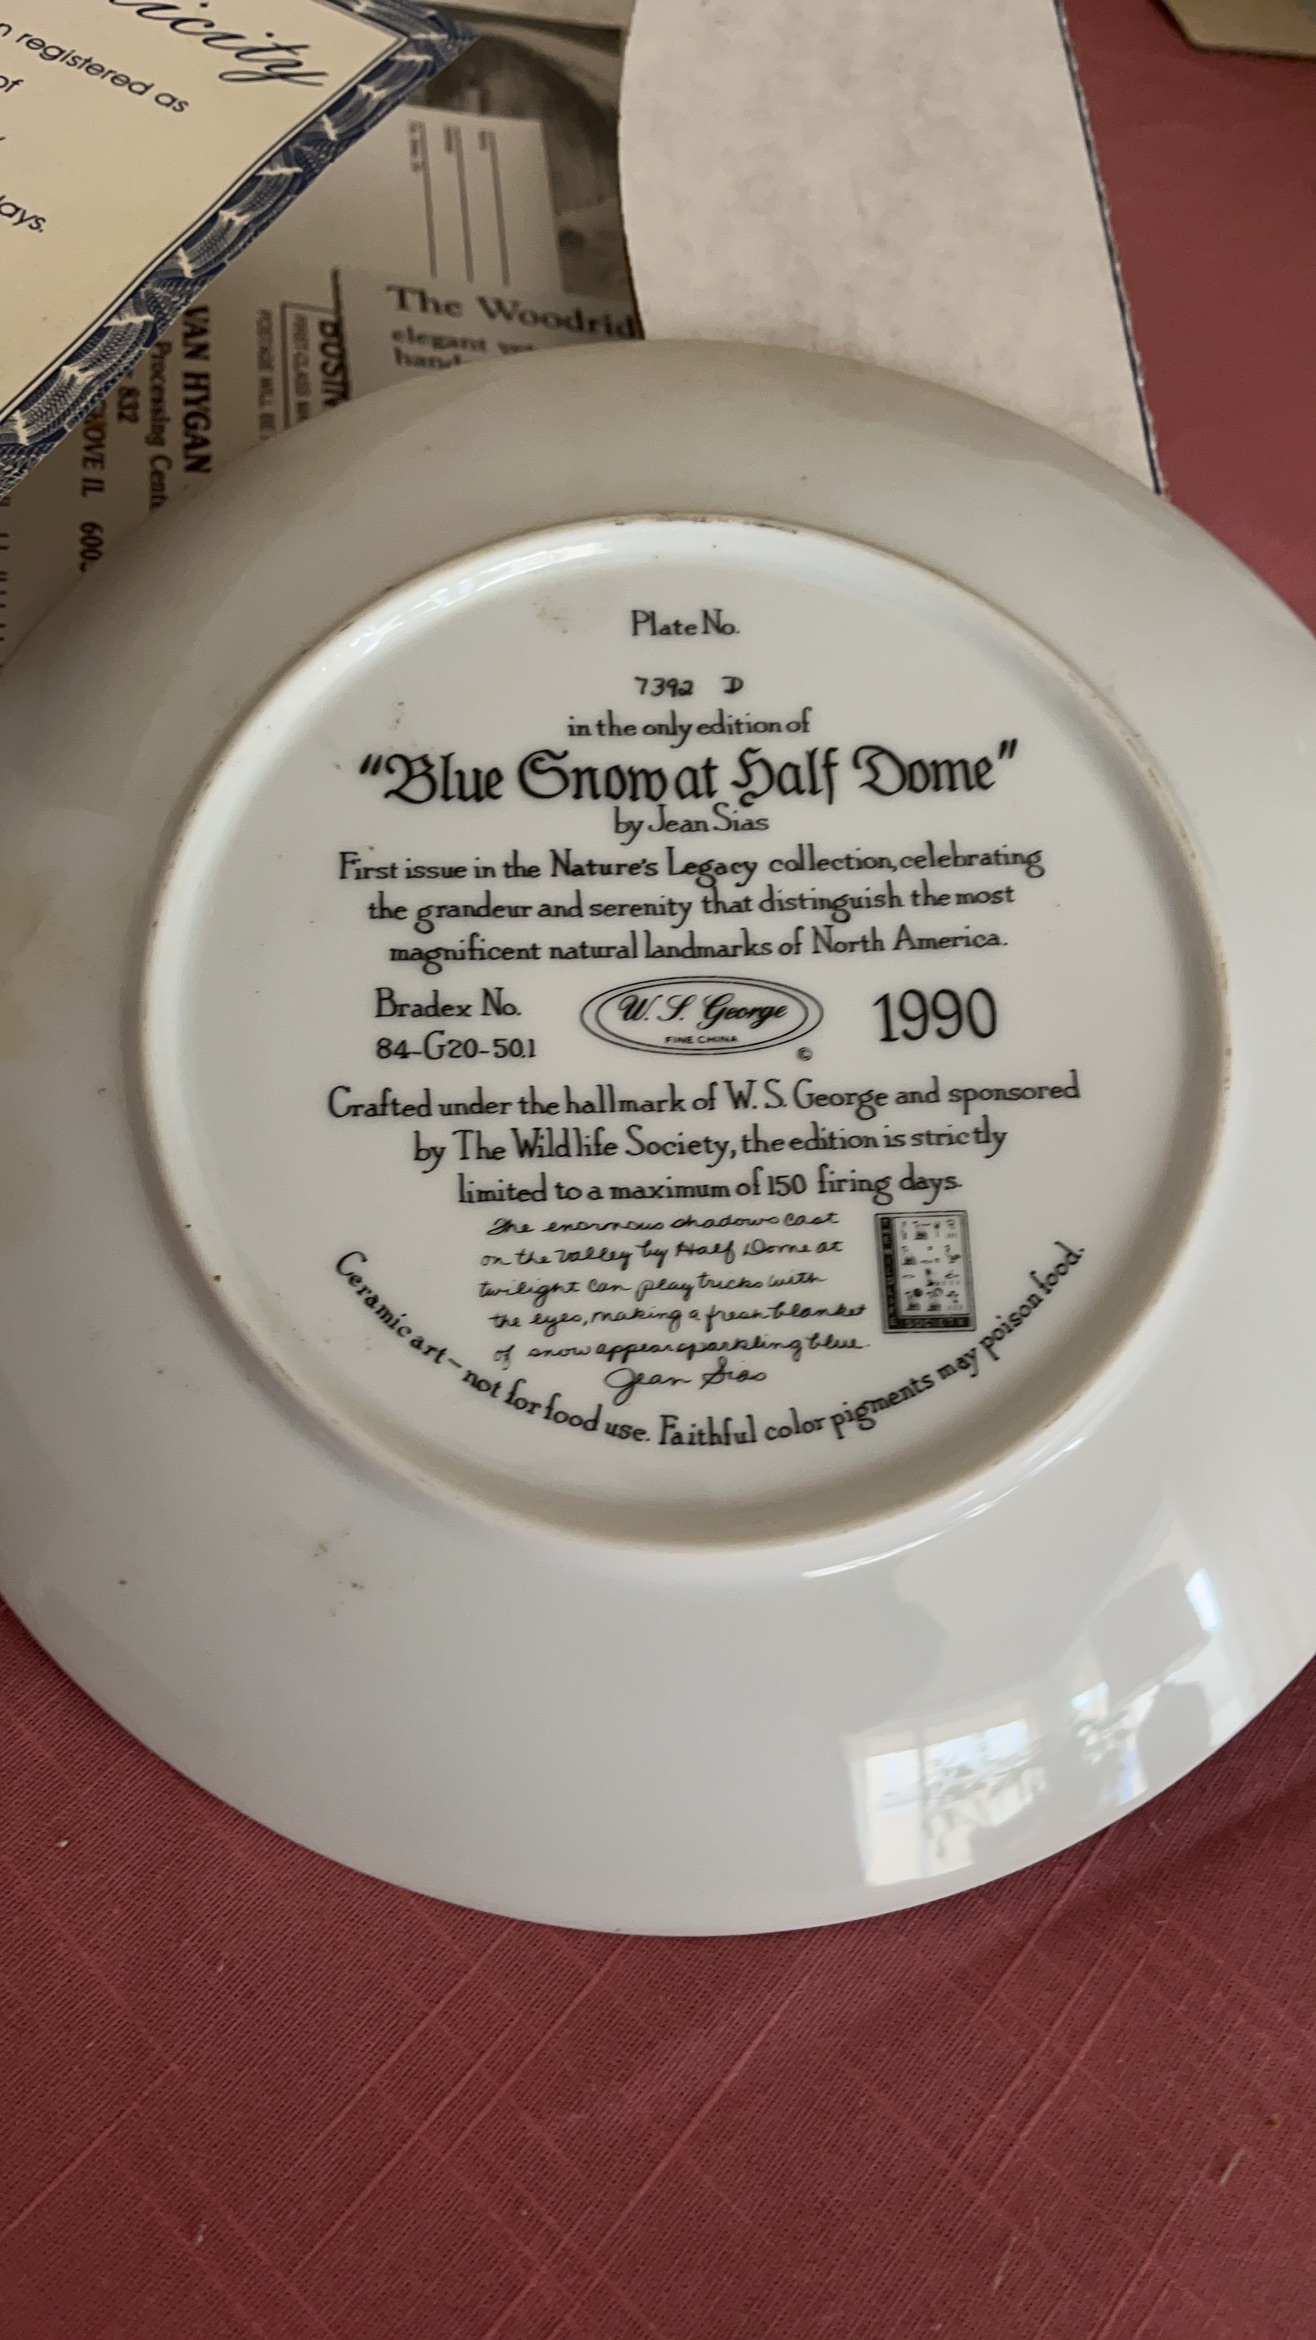 icity
n registered as
of
ays.
The Woodrid
elegant
VAN HYGAN
Processing Cent
832
OVE IL 600
Plate No.
7392 D
in the only edition of
"Blue Snow at Half Dome"
by Jean Sias
First issue in the Nature's Legacy collection, celebrating
the grandeur and serenity that distinguish the most
magnificent natural landmarks of North America.
Bradex No.
84-G20-50.1
W. S. George
FINE CHINA
©
1990
Crafted under the hallmark of W. S. George and sponsored
by The Wildlife Society, the edition is strictly
limited to a maximum of 150 firing days.
The enormous shadows cast
on the valley by Half Dome at
twilight can play tricks with
the eyes, making a fresh blanket
of snow appear sparkling blue.
Jean Sias
SOCIETY
Ceramic art – not for food use. Faithful color pigments may poison food.